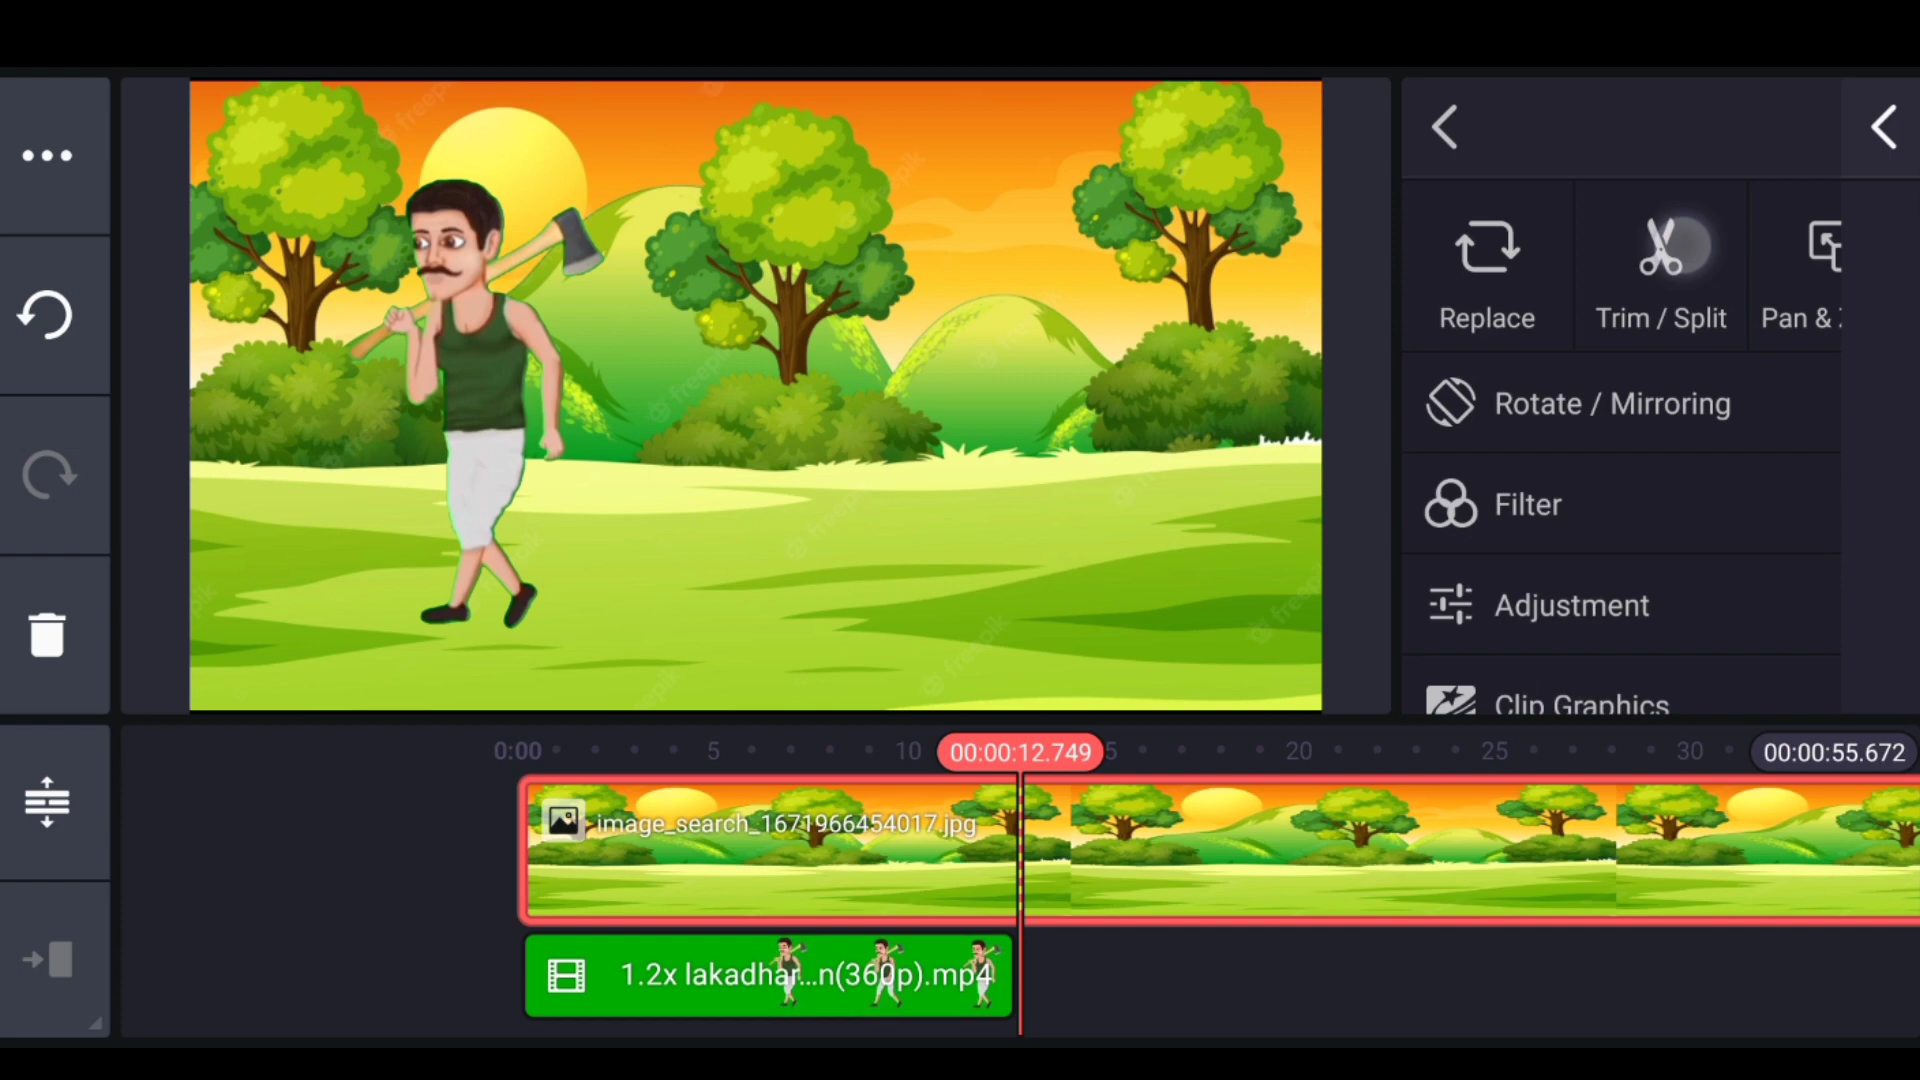 Replace
Trim / Split
Pan &
Rotate / Mirroring
Filter
Adjustment
Clip Graphics
0:00 5 10 00:00:12.749 5 20 25 30 00:00:55.672
image_search_1671966454017.jpg
1.2x lakadhar...n(360p).mp4
freepik